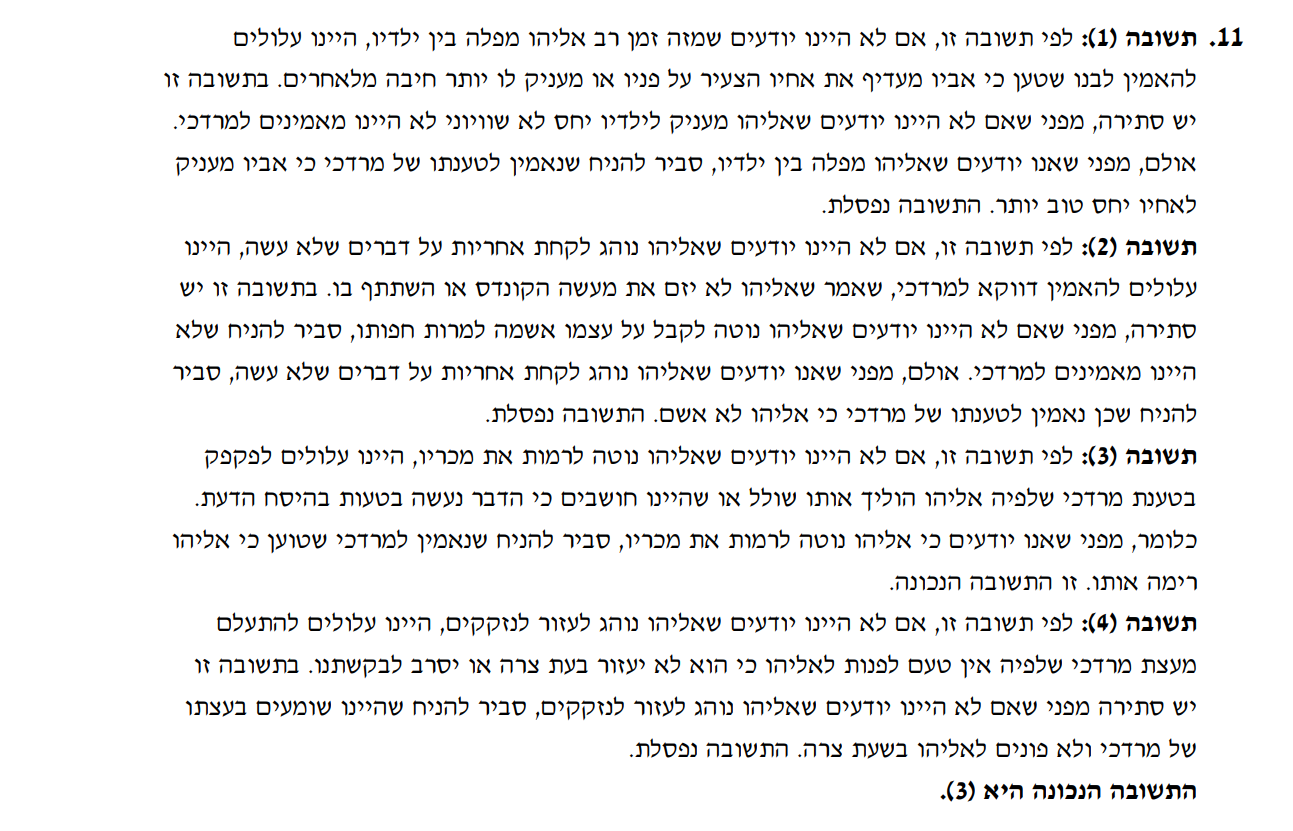 11. תשובה (1): לפי תשובה זו, אם לא היינו יודעים שמזה זמן רב אליהו מפלה בין ילדיו, היינו עלולים
להאמין לבנו שטען כי אביו מעדיף את אחיו הצעיר על פניו או מעניק לו יותר חיבה מלאחרים. בתשובה זו
יש סתירה, מפני שאם לא היינו יודעים שאליהו מעניק לילדיו יחס לא שוויוני לא היינו מאמינים למרדכי.
אולם, מפני שאנו יודעים שאליהו מפלה בין ילדיו, סביר להניח שנאמין לטענתו של מרדכי כי אביו מעניק
לאחיו יחס טוב יותר. התשובה נפסלת.
תשובה (2): לפי תשובה זו, אם לא היינו יודעים שאליהו נוהג לקחת אחריות על דברים שלא עשה, היינו
עלולים להאמין דווקא למרדכי, שאמר שאליהו לא יזם את מעשה הקונדס או השתתף בו. בתשובה זו יש
סתירה, מפני שאם לא היינו יודעים שאליהו נוטה לקבל על עצמו אשמה למרות חפותו, סביר להניח שלא
היינו מאמינים למרדכי. אולם, מפני שאנו יודעים שאליהו נוהג לקחת אחריות על דברים שלא עשה, סביר
להניח שכן נאמין לטענתו של מרדכי כי אליהו לא אשם. התשובה נפסלת.
תשובה (3): לפי תשובה זו, אם לא היינו יודעים שאליהו נוטה לרמות את מכריו, היינו עלולים לפקפק
בטענת מרדכי שלפיה אליהו הוליך אותו שולל או שהיינו חושבים כי הדבר נעשה בטעות בהיסח הדעת.
כלומר, מפני שאנו יודעים כי אליהו נוטה לרמות את מכריו, סביר להניח שנאמין למרדכי שטוען כי אליהו
רימה אותו. זו התשובה הנכונה.
תשובה (4): לפי תשובה זו, אם לא היינו יודעים שאליהו נוהג לעזור לנזקקים, היינו עלולים להתעלם
מעצת מרדכי שלפיה אין טעם לפנות לאליהו כי הוא לא יעזור בעת צרה או יסרב לבקשתנו. בתשובה זו
יש סתירה מפני שאם לא היינו יודעים שאליהו נוהג לעזור לנזקקים, סביר להניח שהיינו שומעים בעצתו
של מרדכי ולא פונים לאליהו בשעת צרה. התשובה נפסלת.
התשובה הנכונה היא (3).